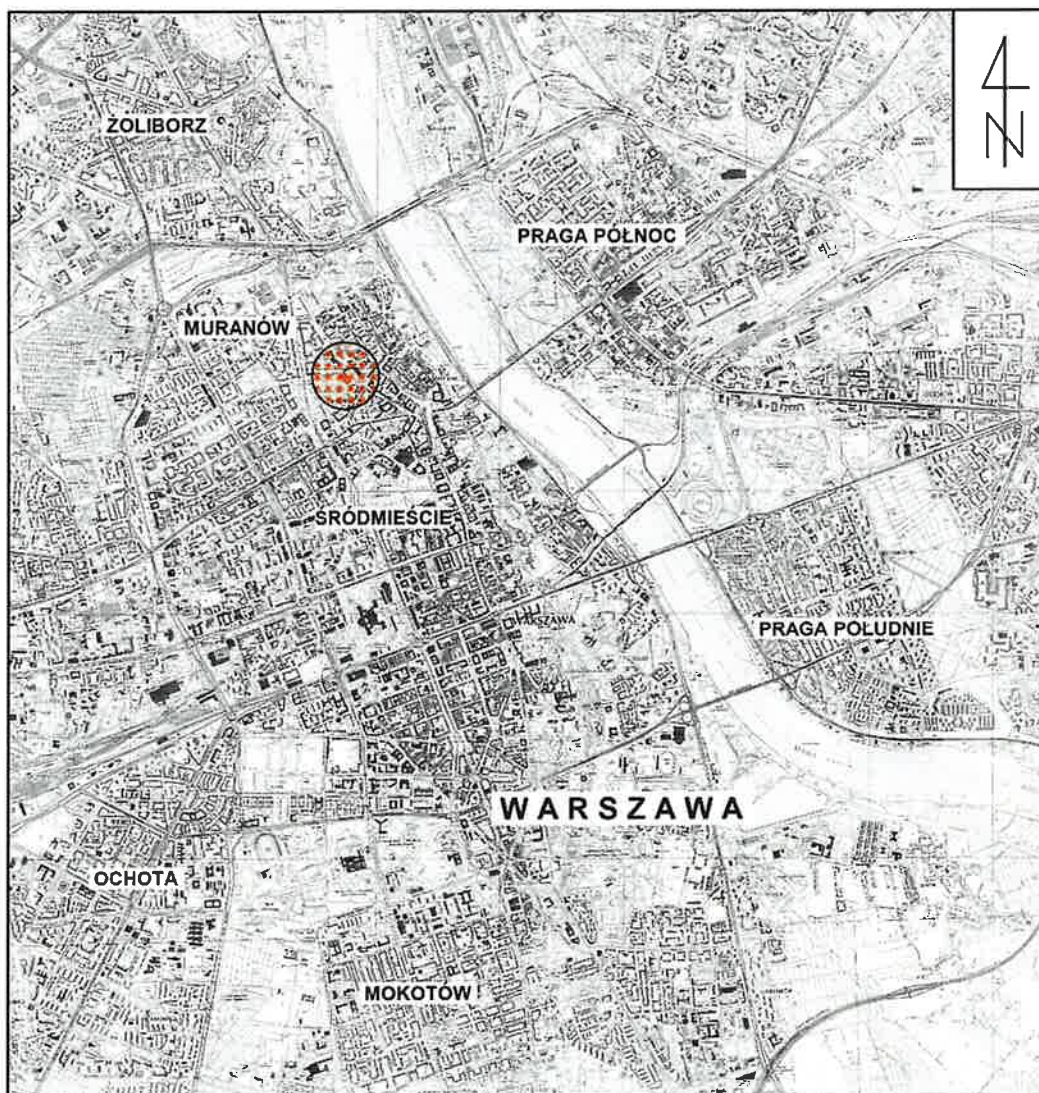 N
ŻOLIBORZ
PRAGA PÓŁNOC
MURANÓW
ŚRÓDMIEŚCIE
WARSZAWA
PRAGA POŁUDNIE
WARSZAWA
OCHOTA
MOKOTÓW